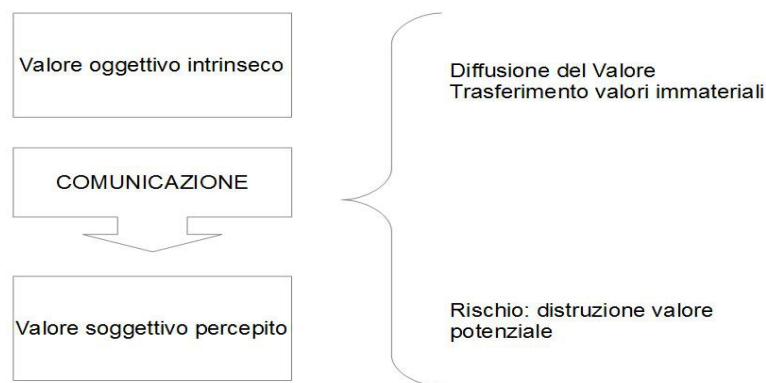 Valore oggettivo intrinseco
COMUNICAZIONE
Valore soggettivo percepito
Diffusione del Valore
Trasferimento valori immateriali
Rischio: distruzione valore
potenziale